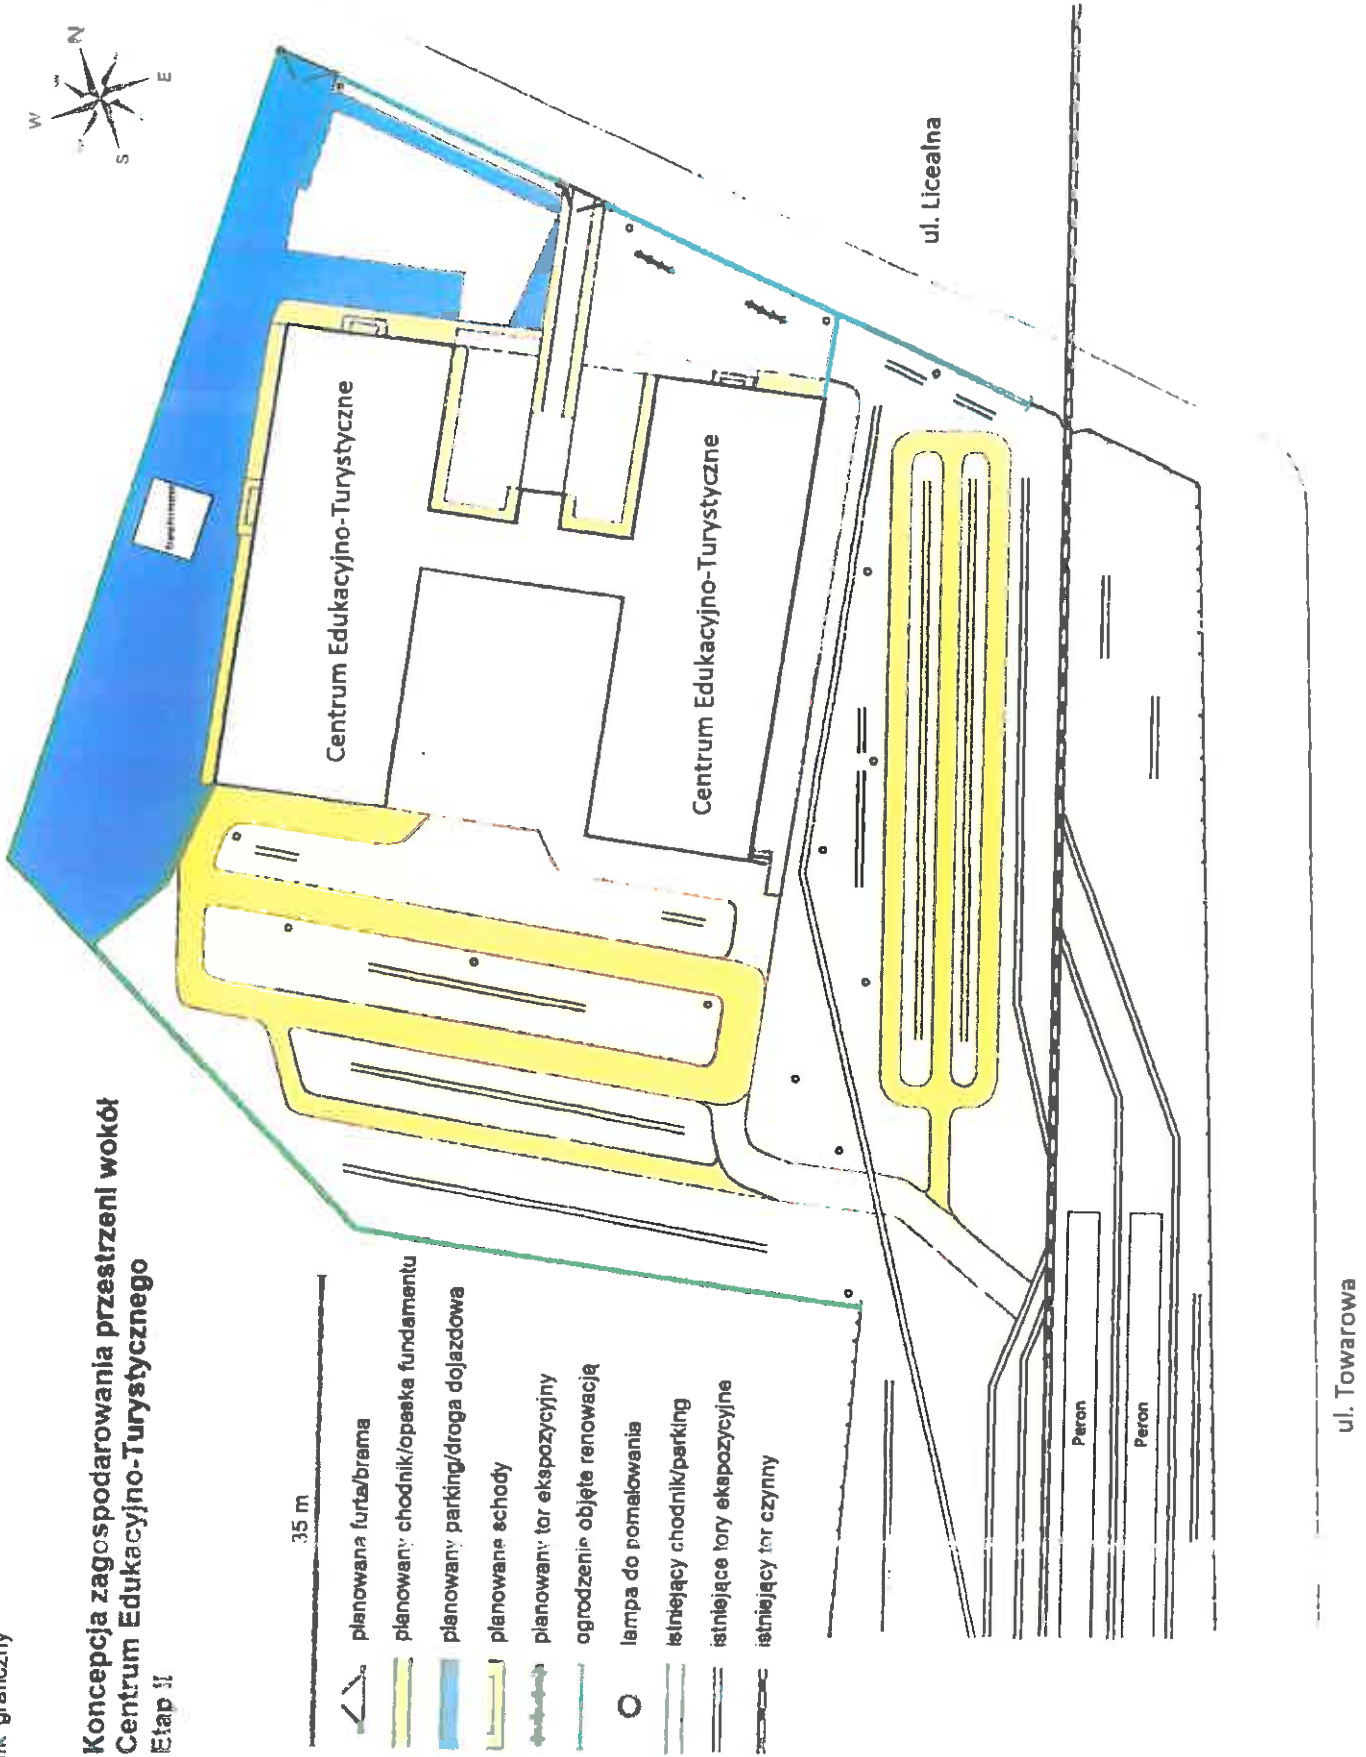 graniczny
Koncepcja zagospodarowania przestrzeni wokół
Centrum Edukacyjno-Turystycznego
Etap II
35 m
planowana furta/brama
planowany chodnik/opaska fundamentu
planowany parking/droga dojazdowa
planowane schody
planowany tor ekspozycyjny
ogrodzenie objęte renowacją
lampa do pomalowania
istniejący chodnik/parking
istniejące tory ekspozycyjne
istniejący tor czynny
Centrum Edukacyjno-Turystyczne
Centrum Edukacyjno-Turystyczne
Peron
Peron
ul. Licealna
ul. Towarowa
W
N
S
E